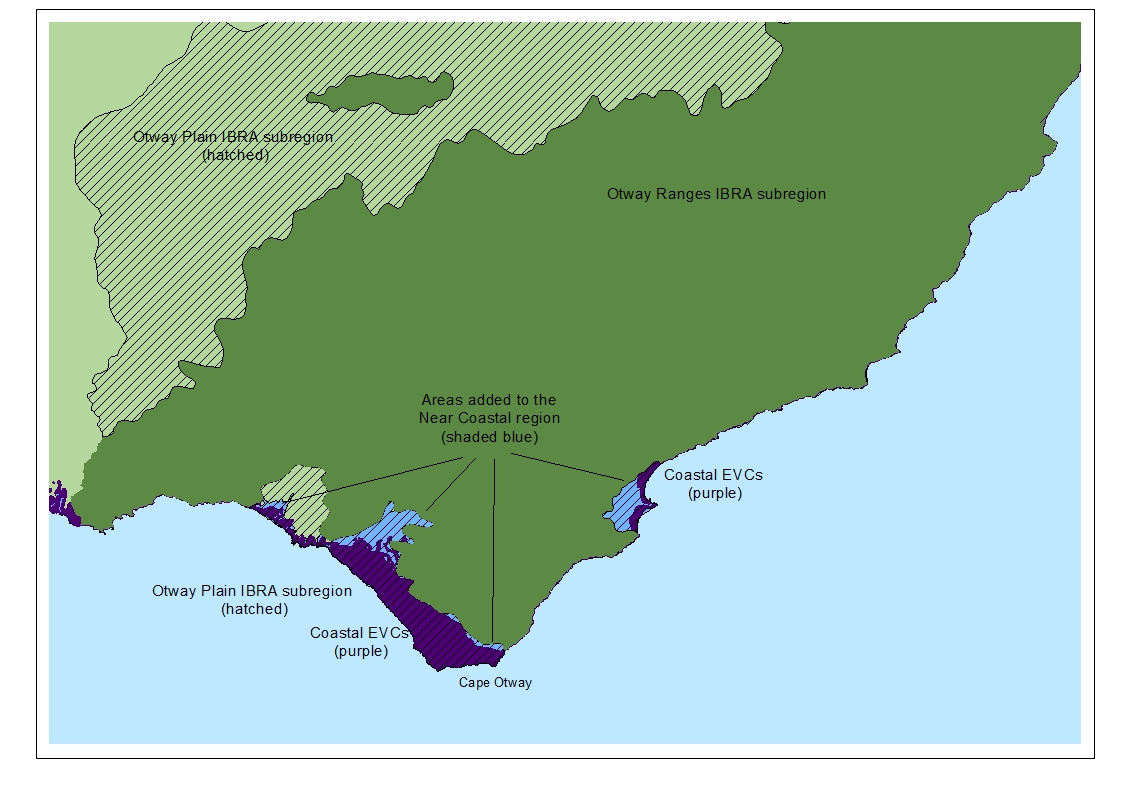 Otway Plain IBRA subregion
(hatched)
Otway Ranges IBRA subregion
Areas added to the
Near Coastal region
(shaded blue)
Coastal EVCs
(purple)
Otway Plain IBRA subregion
(hatched)
Coastal EVCs
(purple)
Cape Otway